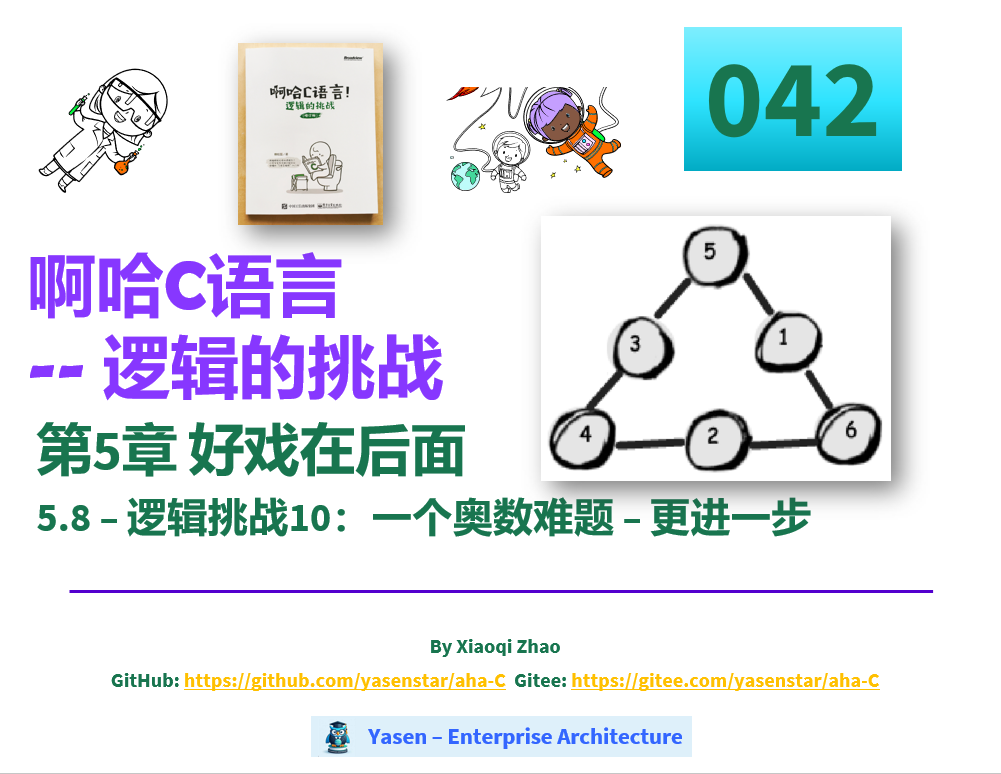 Broadview
啊哈C语言!
逻辑的挑战
042
啊哈C语言
-- 逻辑的挑战
5
3
1
4
2
6
第5章 好戏在后面
5.8 – 逻辑挑战10：一个奥数难题 – 更进一步
By Xiaoqi Zhao
GitHub: https://github.com/yasenstar/aha-C Gitee: https://gitee.com/yasenstar/aha-C
Yasen – Enterprise Architecture